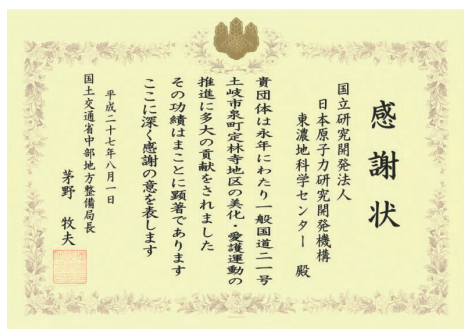 感謝状
国立研究開発法人
日本原子力研究開発機構
東濃地科学センター 殿
貴団体は永年にわたり一般国道二一号
土岐市泉町定林寺地区の美化・愛護運動の
推進に多大の貢献をされました
その功績はまことに顕著であります
ここに深く感謝の意を表します
平成二十七年八月一日
国土交通省中部地方整備局長
茅野 牧夫